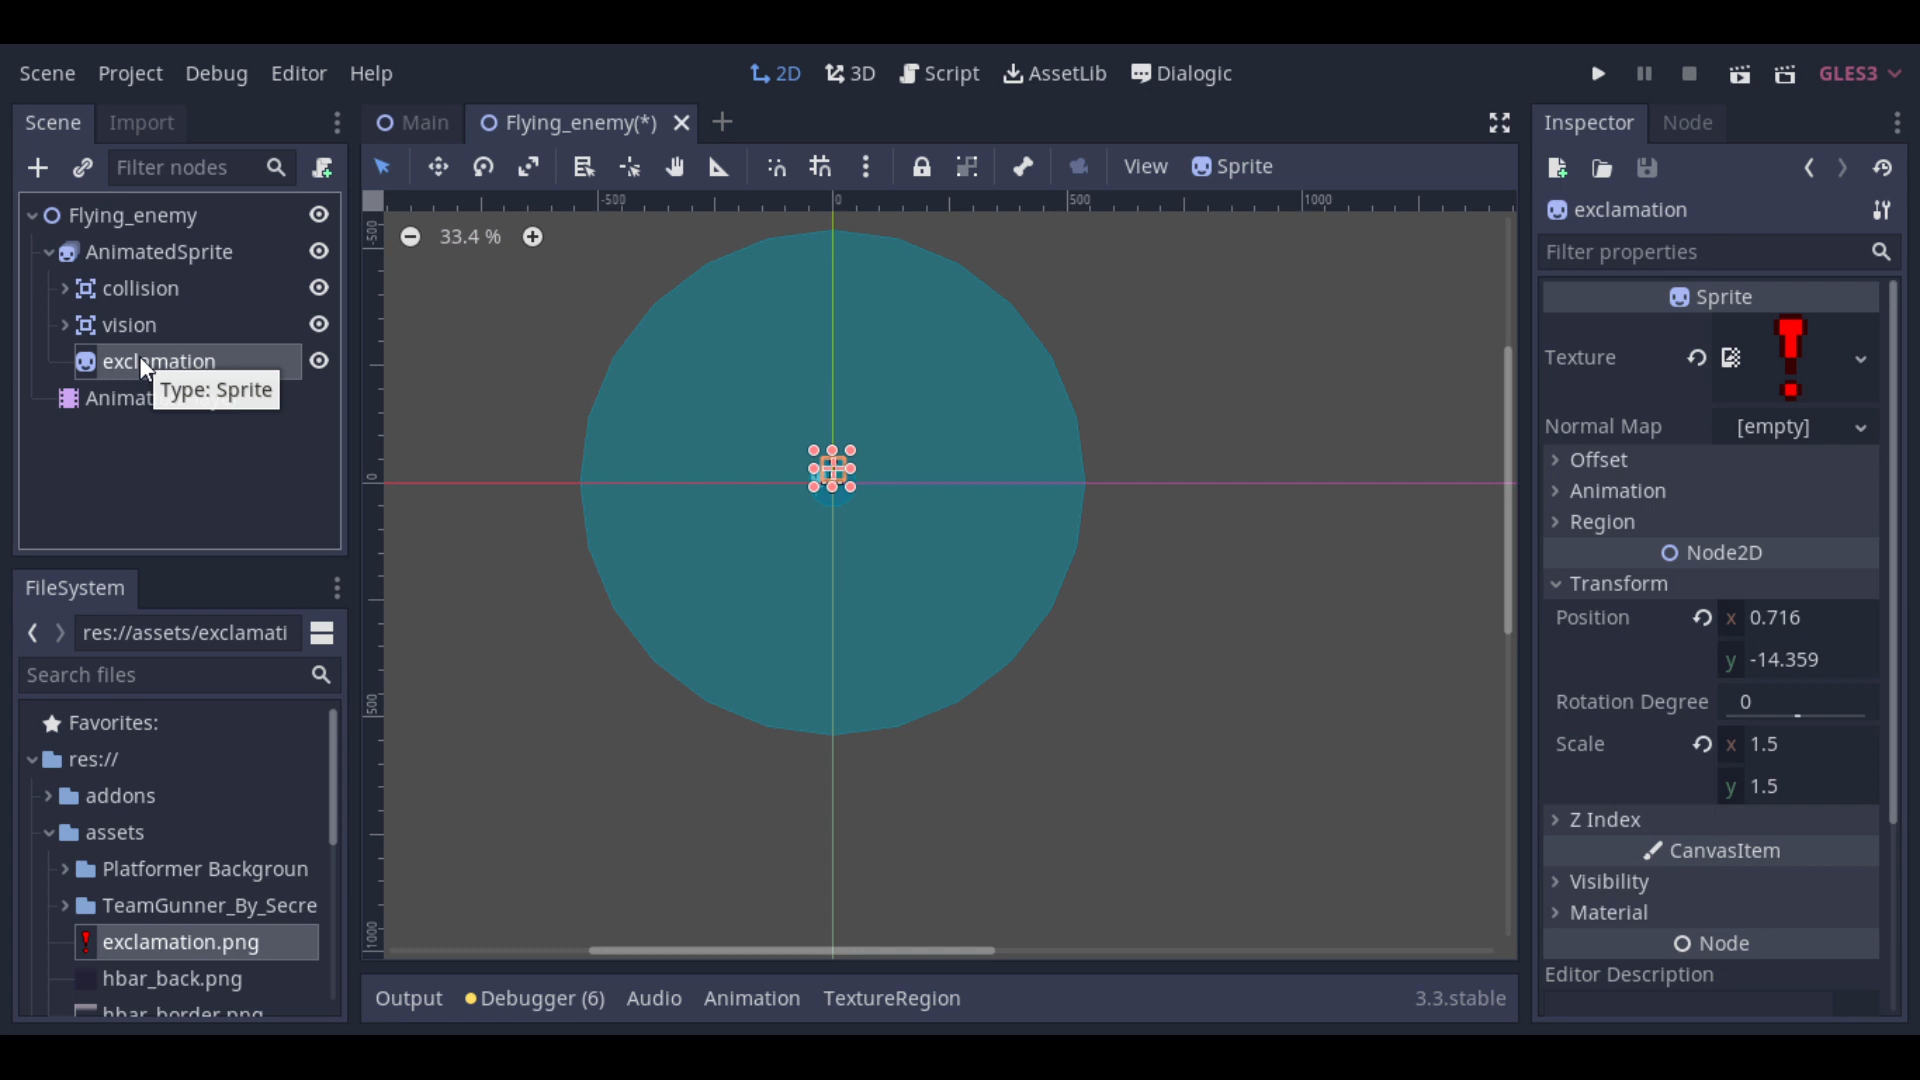 Scene Project Debug Editor Help 2D 3D Script AssetLib Dialogic GLES3
Scene Import
Filter nodes
Flying_enemy
AnimatedSprite
collision
vision
exclamation
Type: Sprite
FileSystem
res://assets/exclamati
Search files
Favorites:
res://
addons
assets
Platformer Backgroun
TeamGunner_By_Secre
exclamation.png
hbar_back.png
hbar_border.png
Main Flying_enemy(*)
View Sprite
-500 0 500 1000
33.4 %
-500
0
500
1000
Output Debugger (6) Audio Animation TextureRegion 3.3.stable
Inspector Node
exclamation
Filter properties
Sprite
Texture
Normal Map [empty]
Offset
Animation
Region
Node2D
Transform
Position x 0.716
y -14.359
Rotation Degree 0
Scale x 1.5
y 1.5
Z Index
CanvasItem
Visibility
Material
Node
Editor Description